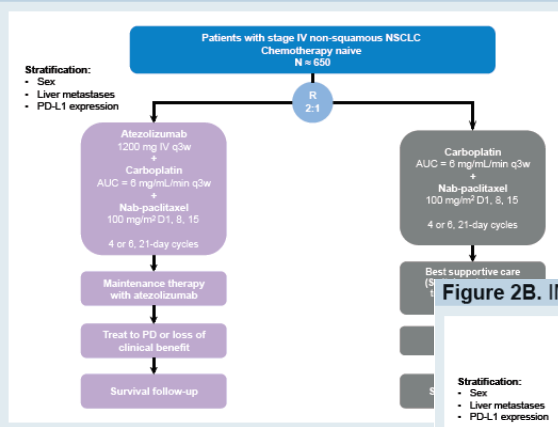 Patients with stage IV non-squamous NSCLC
Chemotherapy naive
N ≈ 650
Stratification:
• Sex
• Liver metastases
• PD-L1 expression
R
2:1
Atezolizumab
1200 mg IV q3w
+
Carboplatin
AUC = 6 mg/mL/min q3w
+
Nab-paclitaxel
100 mg/m² D1, 8, 15
4 or 6, 21-day cycles
Maintenance therapy
with atezolizumab
Treat to PD or loss of
clinical benefit
Survival follow-up
Carboplatin
AUC = 6 mg/mL/min q3w
+
Nab-paclitaxel
100 mg/m² D1, 8, 15
4 or 6, 21-day cycles
Best supportive care
Figure 2B.
Stratification:
• Sex
• Liver metastases
• PD-L1 expression